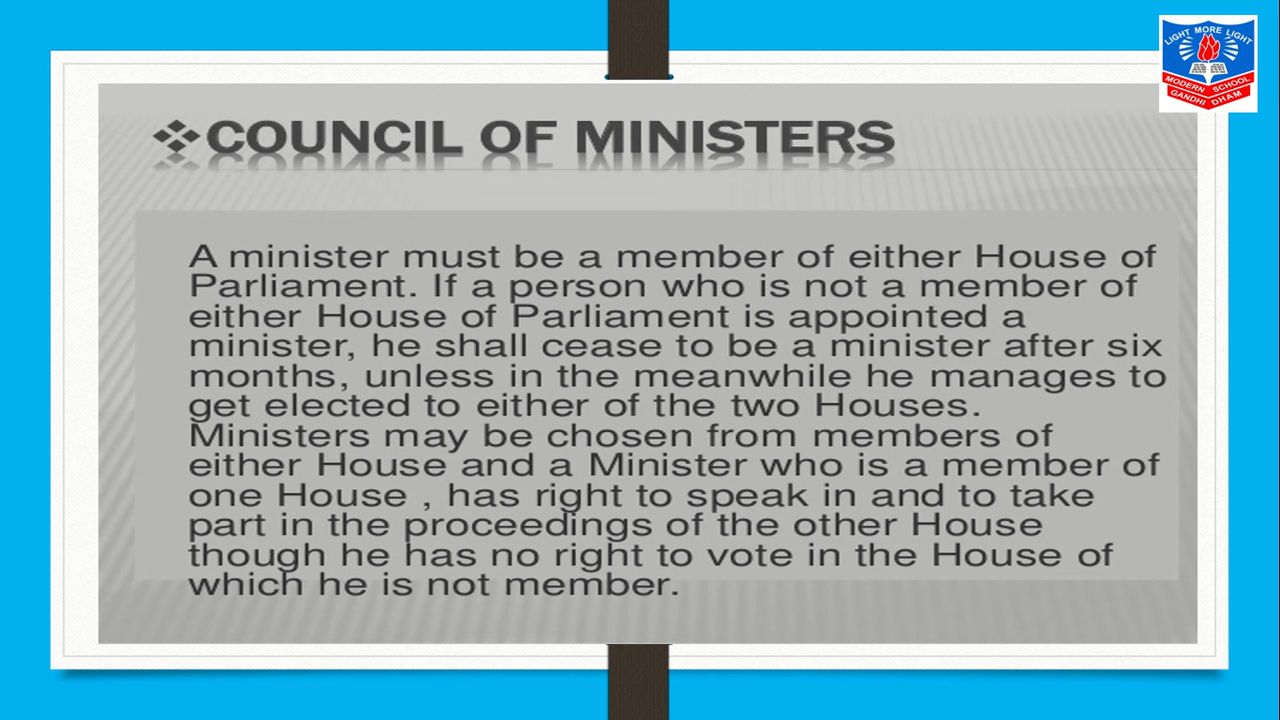 LIGHT MORE LIGHT
MODERN SCHOOL
GANDHI DHAM
❖COUNCIL OF MINISTERS
A minister must be a member of either House of
Parliament. If a person who is not a member of
either House of Parliament is appointed a
minister, he shall cease to be a minister after six
months, unless in the meanwhile he manages to
get elected to either of the two Houses.
Ministers may be chosen from members of
either House and a Minister who is a member of
one House , has right to speak in and to take
part in the proceedings of the other House
though he has no right to vote in the House of
which he is not member.